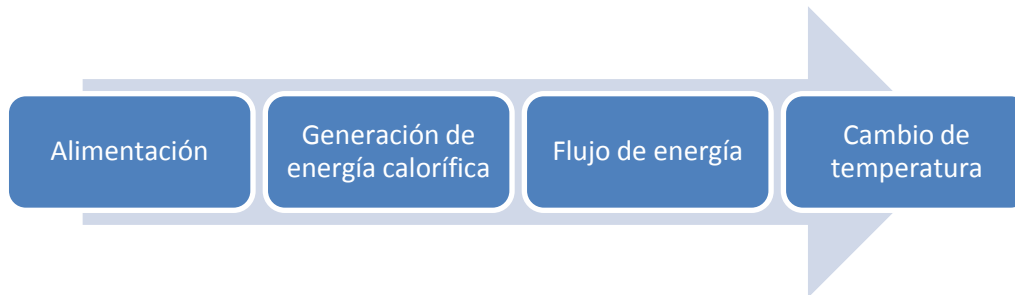 Alimentación
Generación de
energía calorífica
Flujo de energía
Cambio de
temperatura